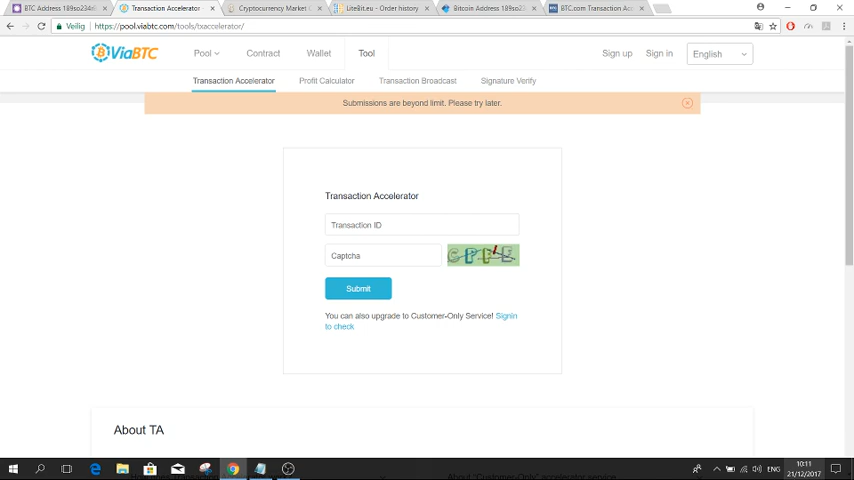 BTC Address 189so234d
Transaction Accelerator
Cryptocurrency Market
LiteBit.eu - Order history
Bitcoin Address 189so23
BTC.com Transaction Acc
Veilig
https://pool.viabtc.com/tools/txaccelerator/
ViaBTC
Pool
Contract
Wallet
Tool
Sign up
Sign in
English
Transaction Accelerator
Profit Calculator
Transaction Broadcast
Signature Verify
Submissions are beyond limit. Please try later.
Transaction Accelerator
Transaction ID
Captcha
Submit
You can also upgrade to Customer-Only Service! Signin
to check
About TA
ENG
10:11
21/12/2017